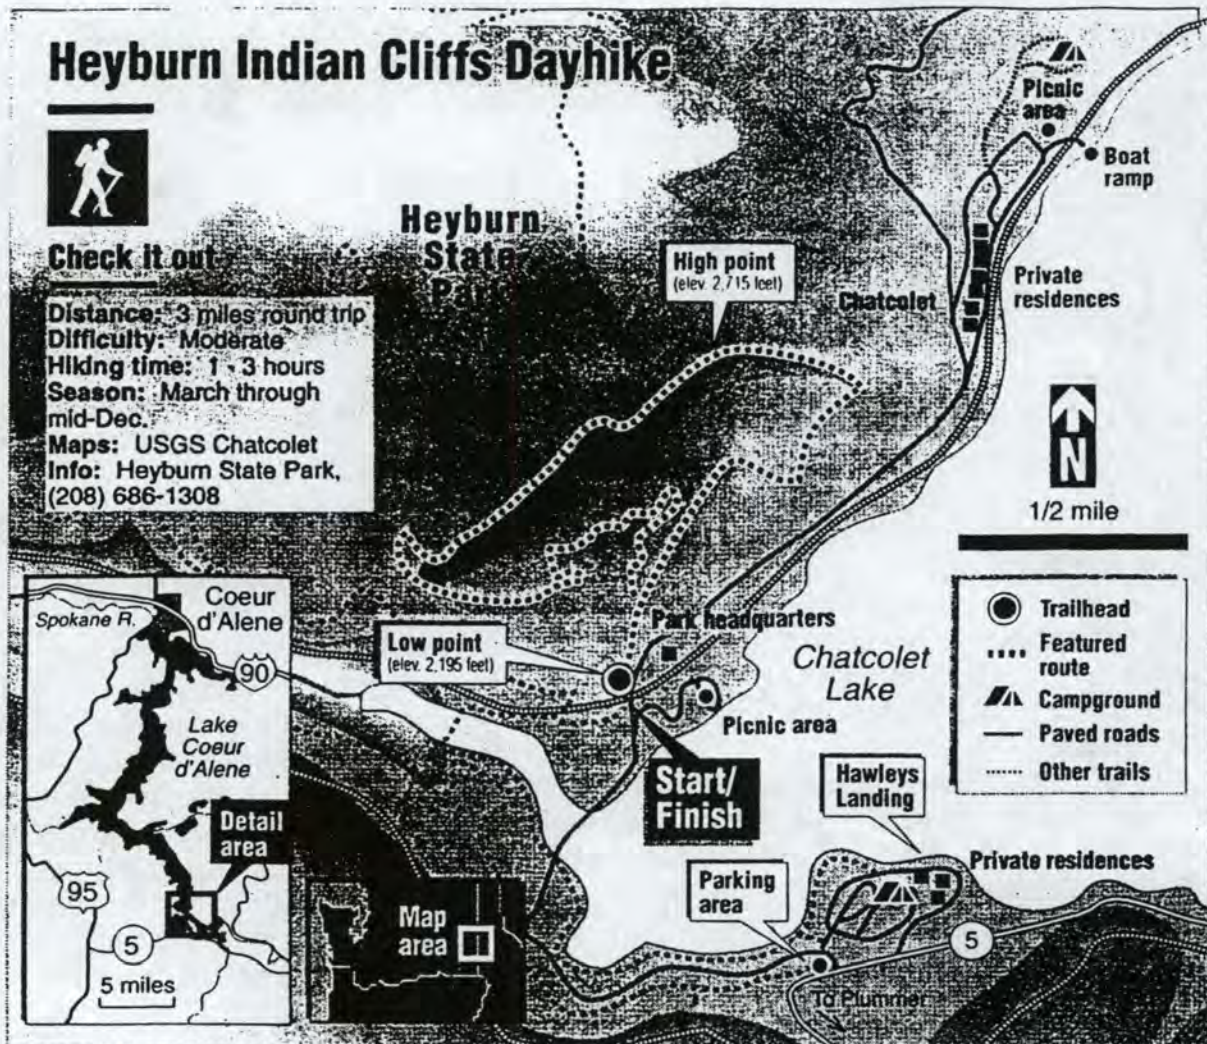 Heyburn Indian Cliffs Dayhike
Check it out
Distance: 3 miles round trip
Difficulty: Moderate
Hiking time: 1 - 3 hours
Season: March through
mid-Dec.
Maps: USGS Chatcolet
Info: Heyburn State Park,
(208) 686-1308
Heyburn
State
Park
High point
(elev. 2,715 feet)
Picnic
area
Boat
ramp
Chatcolet
Private
residences
N
1/2 mile
Trailhead
Featured
route
Campground
Paved roads
Other trails
Park headquarters
Low point
(elev. 2,195 feet)
Chatcolet
Lake
Picnic area
Start/
Finish
Hawleys
Landing
Private residences
Parking
area
5
To Plummer
Coeur
d'Alene
Spokane R.
90
Lake
Coeur
d'Alene
Detail
area
95
5
5 miles
Map
area